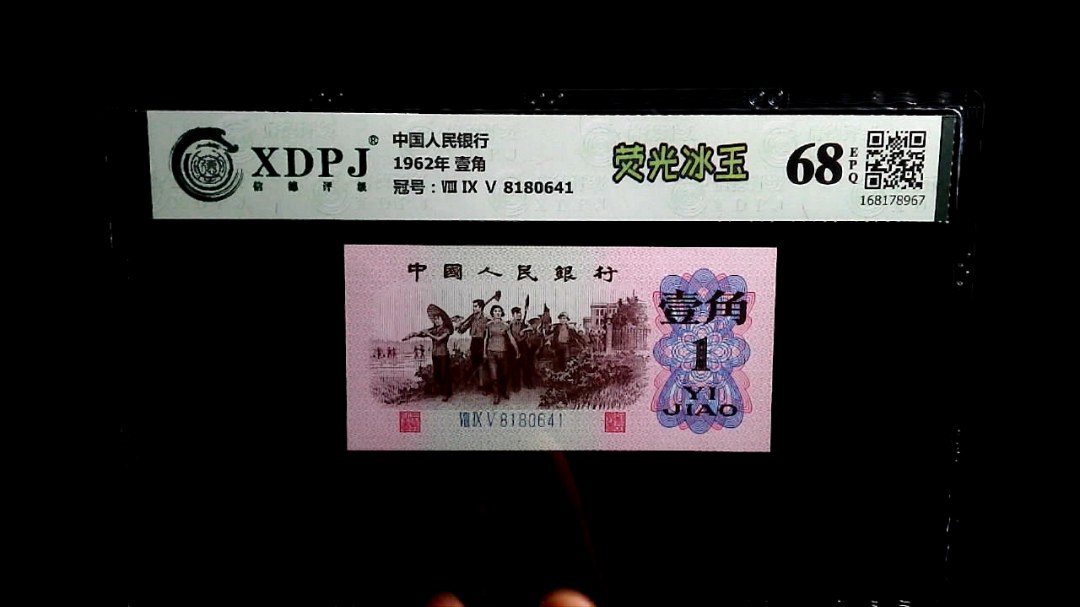 XDPJ®
信德评级
中国人民银行
1962年 壹角
冠号：Ⅷ Ⅸ Ⅴ 8180641
荧光冰玉
68
EPQ
168178967
中國人民銀行
壹角
1
YI
JIAO
Ⅷ Ⅸ Ⅴ 8180641